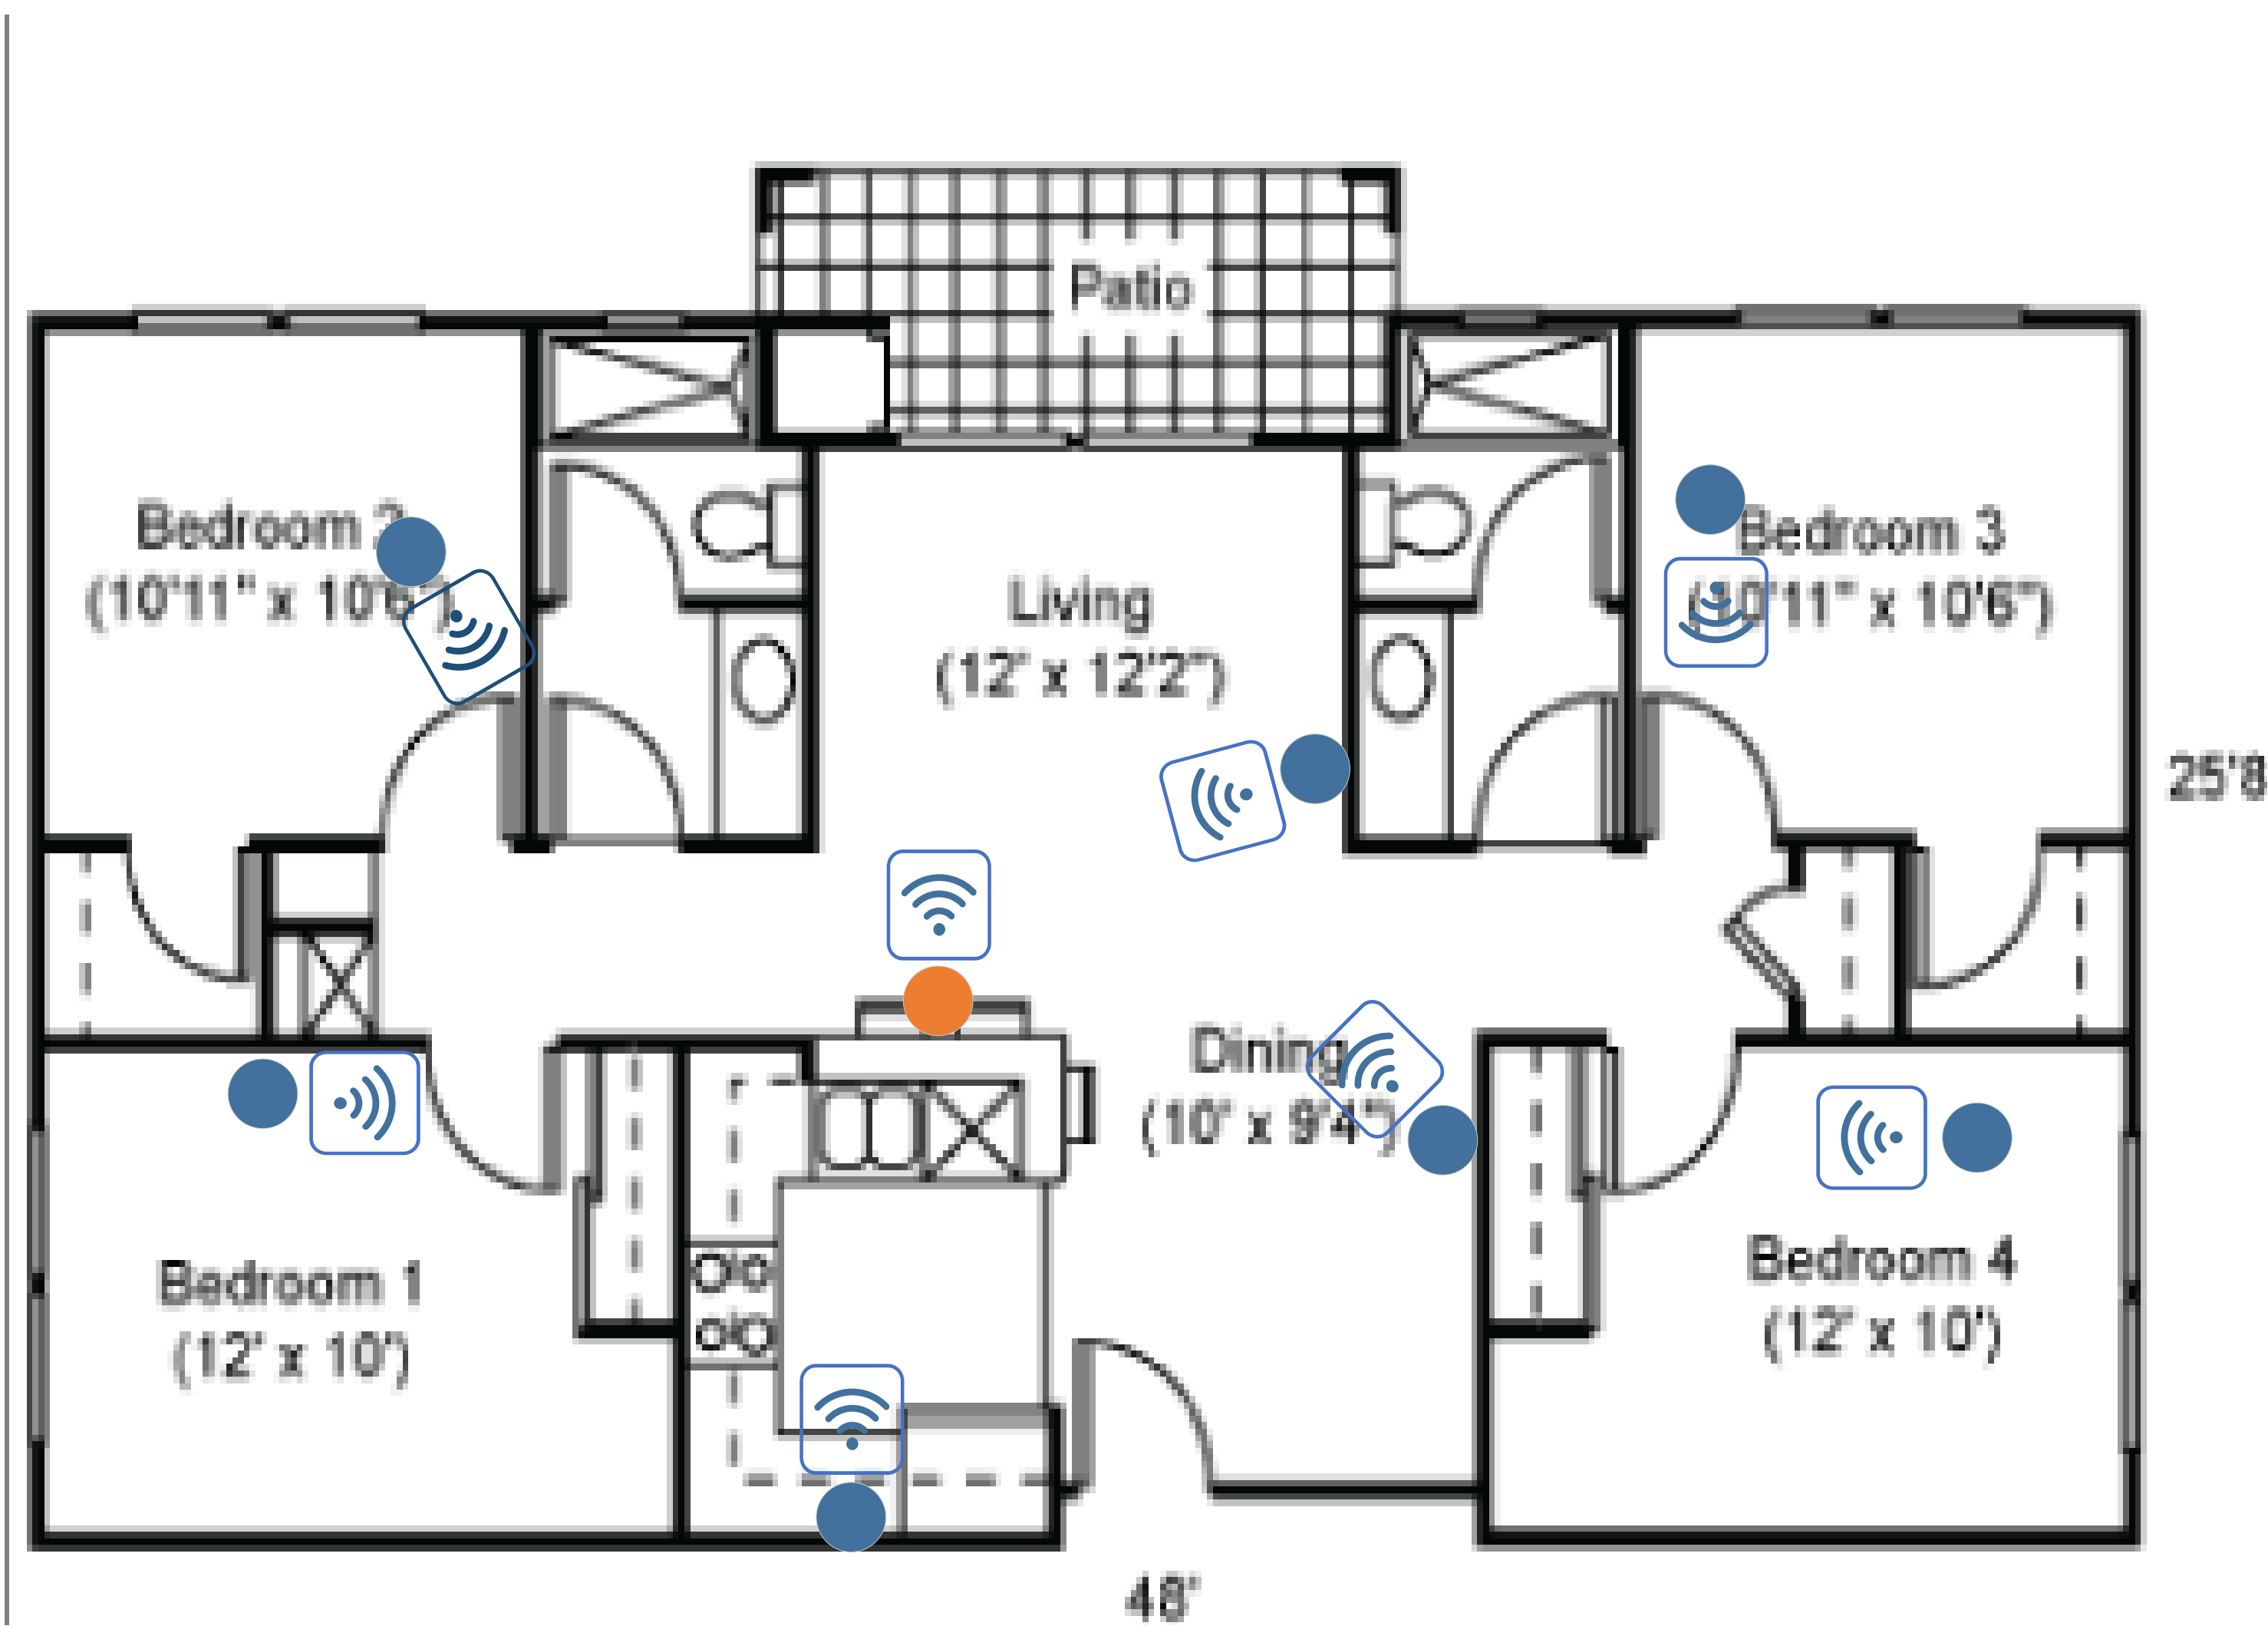 Patio
Bedroom 2
(10'11" x 10'6")
Living
(12' x 12'2")
Bedroom 3
(10'11" x 10'6")
25'8
Dining
(10' x 9'4")
Bedroom 1
(12' x 10')
Bedroom 4
(12' x 10')
48'